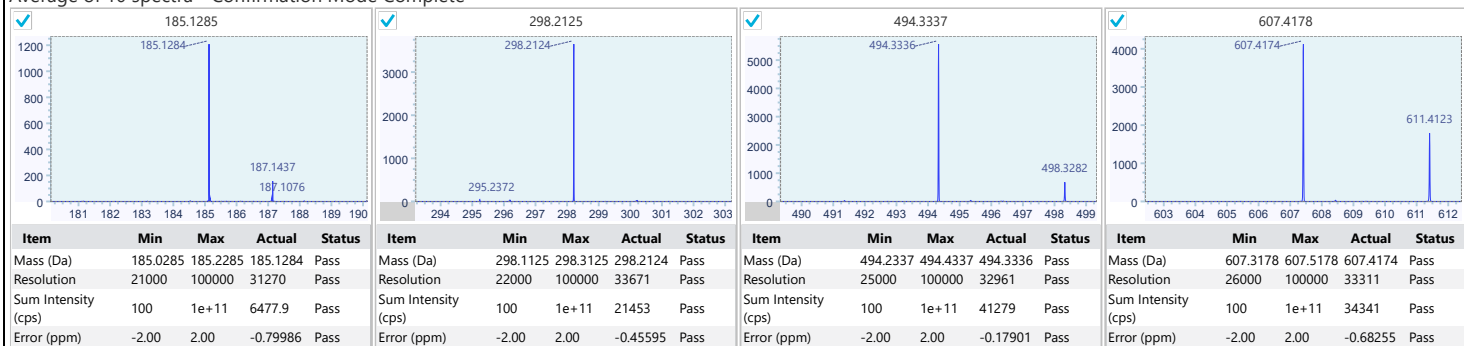 Average of 10 spectra - Confirmation Mode Complete
185.1285
1200
1000
800
600
400
200
0
185.1284
187.1437
187.1076
181 182 183 184 185 186 187 188 189 190
Item Min Max Actual Status
Mass (Da) 185.0285 185.2285 185.1284 Pass
Resolution 21000 100000 31270 Pass
Sum Intensity (cps) 100 1e+11 6477.9 Pass
Error (ppm) -2.00 2.00 -0.79986 Pass
298.2125
3000
2000
1000
0
298.2124
295.2372
294 295 296 297 298 299 300 301 302 303
Item Min Max Actual Status
Mass (Da) 298.1125 298.3125 298.2124 Pass
Resolution 22000 100000 33671 Pass
Sum Intensity (cps) 100 1e+11 21453 Pass
Error (ppm) -2.00 2.00 -0.45595 Pass
494.3337
5000
4000
3000
2000
1000
0
494.3336
498.3282
490 491 492 493 494 495 496 497 498 499
Item Min Max Actual Status
Mass (Da) 494.2337 494.4337 494.3336 Pass
Resolution 25000 100000 32961 Pass
Sum Intensity (cps) 100 1e+11 41279 Pass
Error (ppm) -2.00 2.00 -0.17901 Pass
607.4178
4000
3000
2000
1000
0
607.4174
611.4123
603 604 605 606 607 608 609 610 611 612
Item Min Max Actual Status
Mass (Da) 607.3178 607.5178 607.4174 Pass
Resolution 26000 100000 33311 Pass
Sum Intensity (cps) 100 1e+11 34341 Pass
Error (ppm) -2.00 2.00 -0.68255 Pass